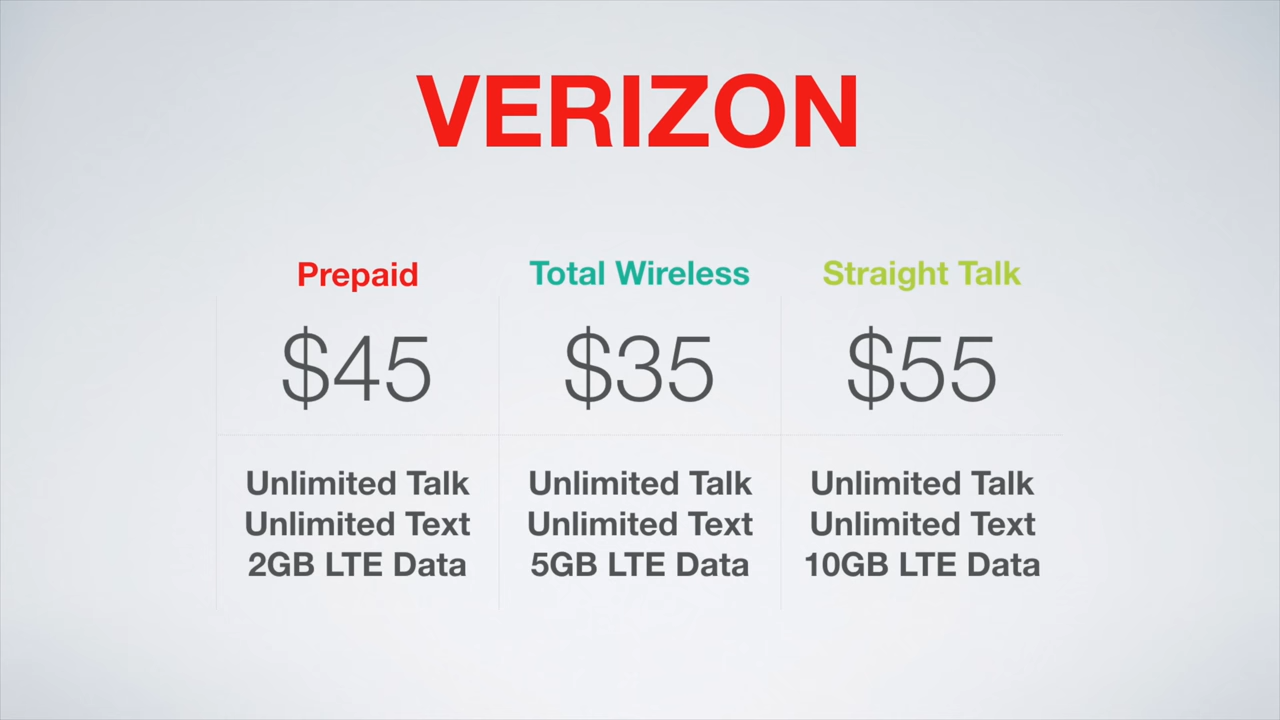 VERIZON
Prepaid
$45
Unlimited Talk
Unlimited Text
2GB LTE Data
Total Wireless
$35
Unlimited Talk
Unlimited Text
5GB LTE Data
Straight Talk
$55
Unlimited Talk
Unlimited Text
10GB LTE Data